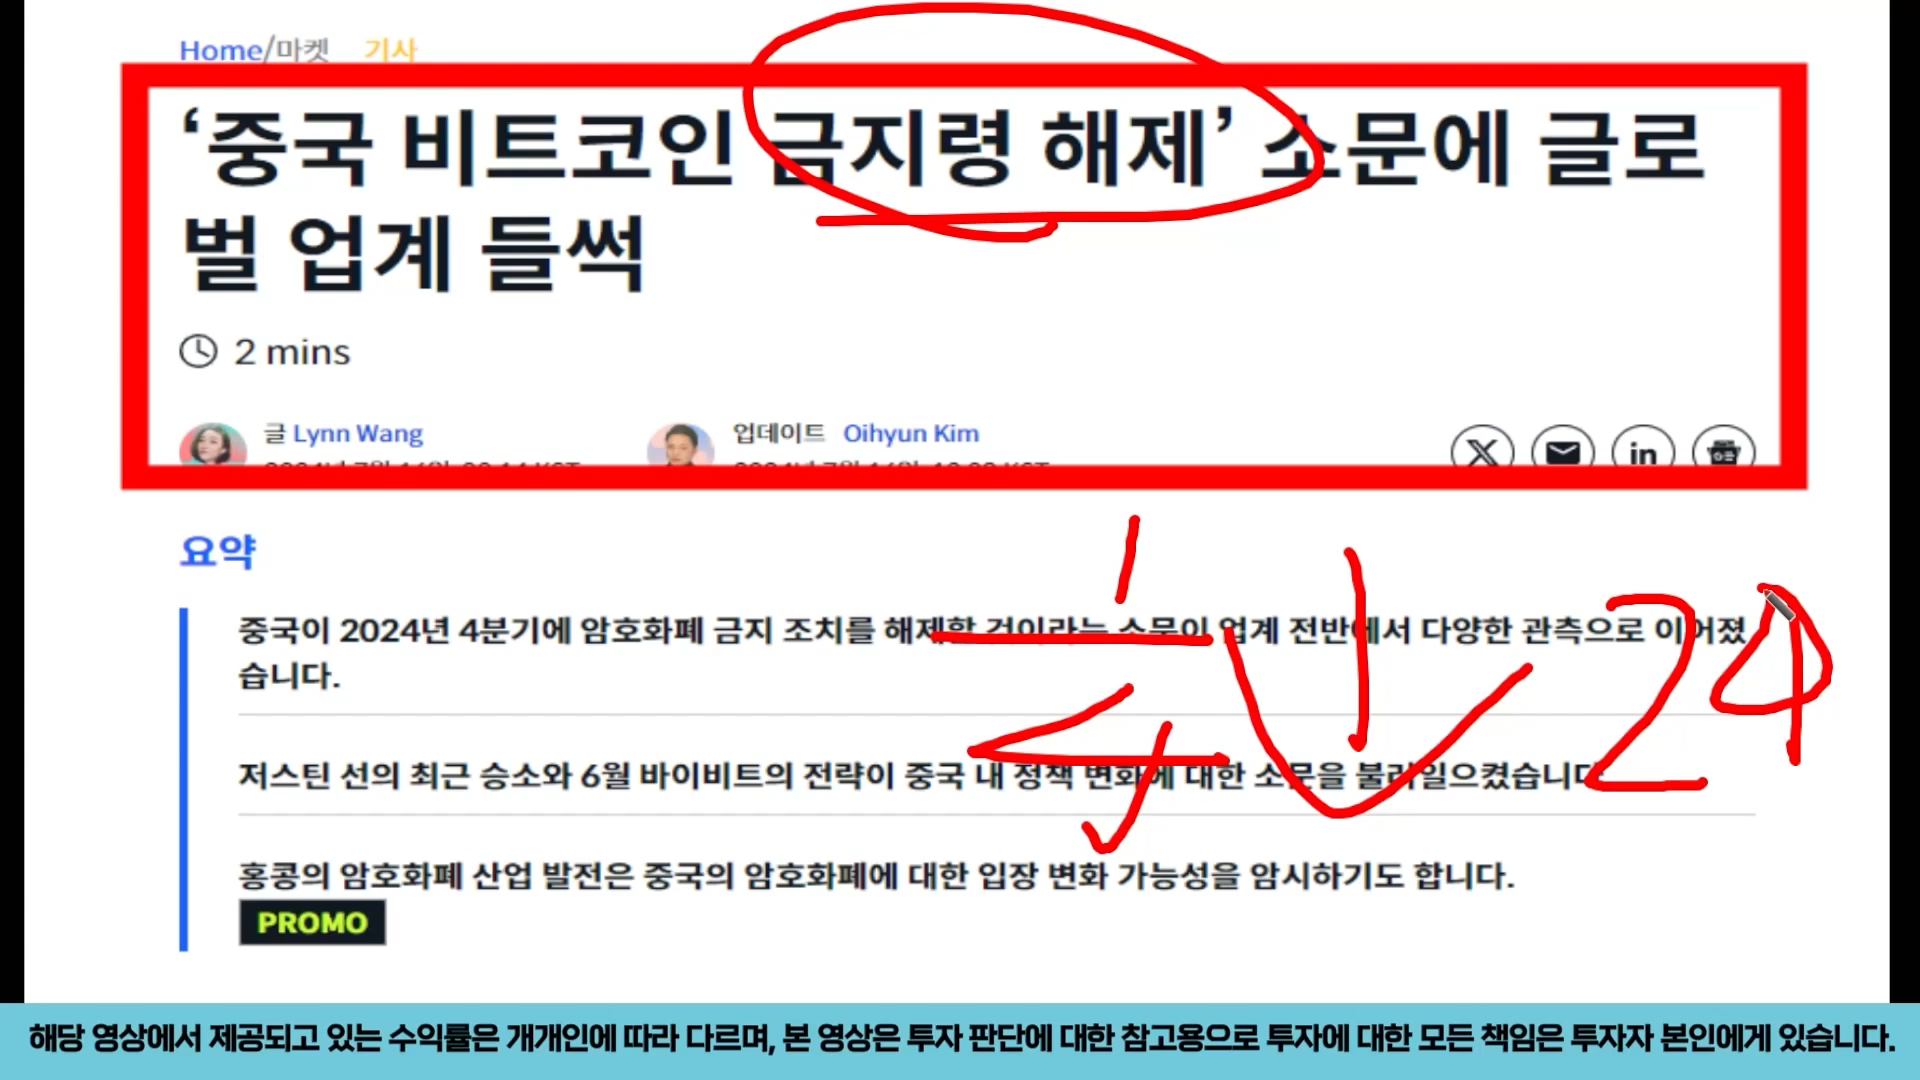 Home/마켓 기사
‘중국 비트코인 금지령 해제’ 소문에 글로
벌 업계 들썩
2 mins
글 Lynn Wang
업데이트 Oihyun Kim
요약
중국이 2024년 4분기에 암호화폐 금지 조치를 해제할 것이라는 소문이 업계 전반에서 다양한 관측으로 이어졌
습니다.
저스틴 선의 최근 승소와 6월 바이비트의 전략이 중국 내 정책 변화에 대한 소문을 불러일으켰습니다
홍콩의 암호화폐 산업 발전은 중국의 암호화폐에 대한 입장 변화 가능성을 암시하기도 합니다.
PROMO
24
해당 영상에서 제공되고 있는 수익률은 개개인에 따라 다르며, 본 영상은 투자 판단에 대한 참고용으로 투자에 대한 모든 책임은 투자자 본인에게 있습니다.